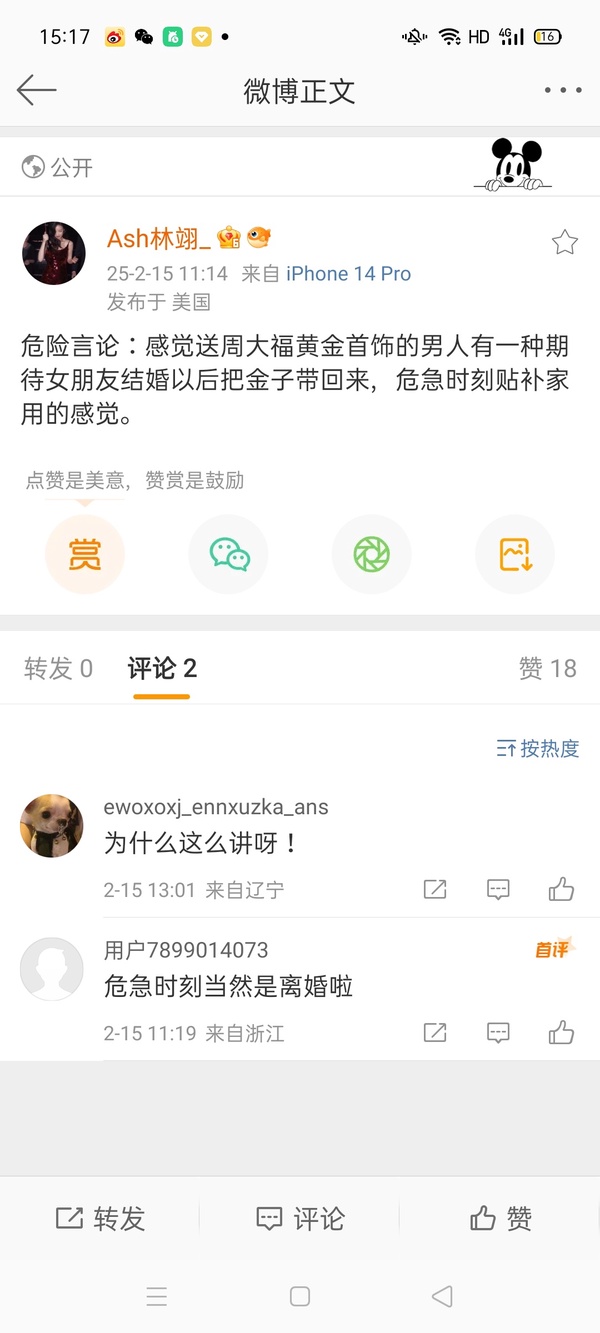 15:17 HD 4G 16
微博正文
公开
Ash林翊_
25-2-15 11:14 来自 iPhone 14 Pro
发布于 美国
危险言论：感觉送周大福黄金首饰的男人有一种期
待女朋友结婚以后把金子带回来，危急时刻贴补家
用的感觉。
点赞是美意，赞赏是鼓励
赏
转发 0 评论 2 赞 18
按热度
ewoxoxj_ennxuzka_ans
为什么这么讲呀！
2-15 13:01 来自辽宁
用户7899014073 首评
危急时刻当然是离婚啦
2-15 11:19 来自浙江
转发 评论 赞